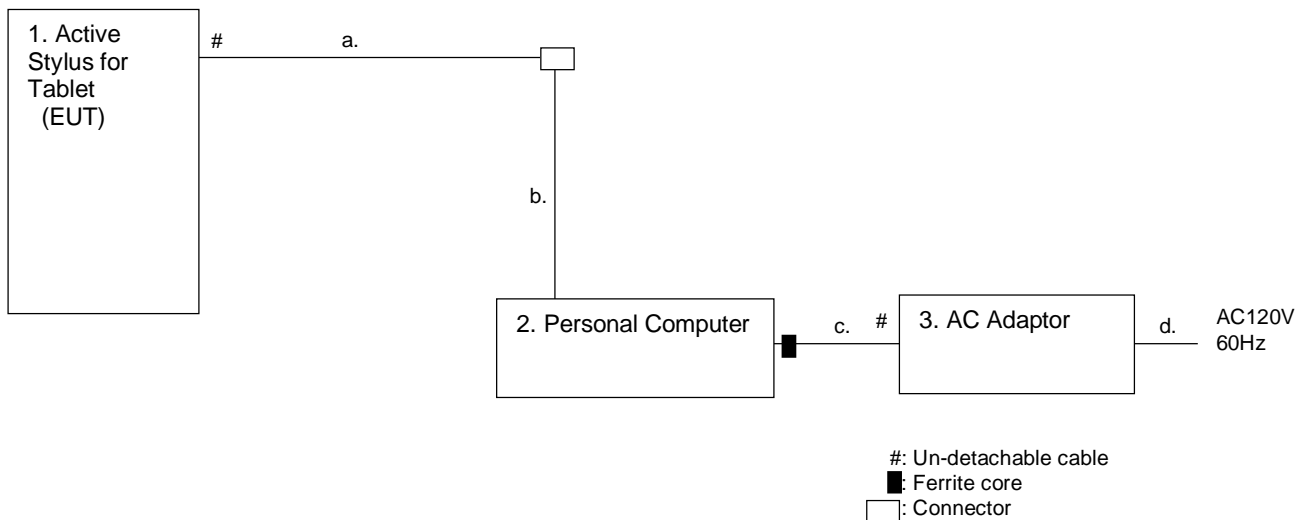 1. Active
Stylus for
Tablet
(EUT)
#
a.
b.
2. Personal Computer
c.
#
3. AC Adaptor
d.
AC120V
60Hz
#: Un-detachable cable
: Ferrite core
: Connector